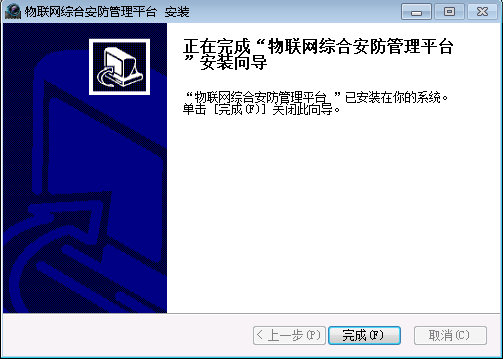 物联网综合安防管理平台 安装
正在完成“物联网综合安防管理平台
”安装向导
“物联网综合安防管理平台 ”已安装在你的系统。
单击 [完成(F)] 关闭此向导。
< 上一步(P)
完成(F)
取消(C)